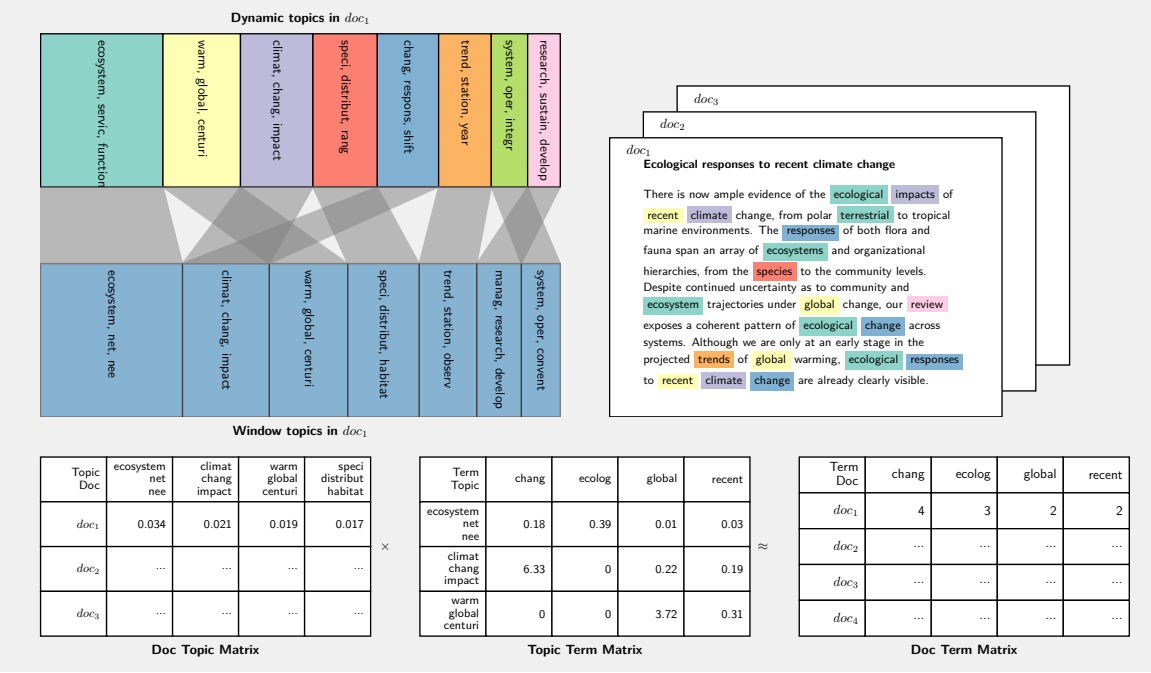 Dynamic topics in doc1
ecosystem, servic, function
warm, global, centuri
climat, chang, impact
speci, distribut, rang
chang, respons, shift
trend, station, year
system, oper, integr
research, sustain, develop
ecosystem, net, nee
climat, chang, impact
warm, global, centuri
speci, distribut, habitat
trend, station, observ
manag, research, develop
system, oper, convent
Window topics in doc1
doc3
doc2
doc1
Ecological responses to recent climate change
There is now ample evidence of the ecological impacts of
recent climate change, from polar terrestrial to tropical
marine environments. The responses of both flora and
fauna span an array of ecosystems and organizational
hierarchies, from the species to the community levels.
Despite continued uncertainty as to community and
ecosystem trajectories under global change, our review
exposes a coherent pattern of ecological change across
systems. Although we are only at an early stage in the
projected trends of global warming, ecological responses
to recent climate change are already clearly visible.
Topic
Doc
ecosystem
net
nee
climat
chang
impact
warm
global
centuri
speci
distribut
habitat
doc1 0.034 0.021 0.019 0.017
doc2 ... ... ... ...
doc3 ... ... ... ...
Doc Topic Matrix
×
Term
Topic
chang ecolog global recent
ecosystem
net
nee
0.18 0.39 0.01 0.03
climat
chang
impact
6.33 0 0.22 0.19
warm
global
centuri
0 0 3.72 0.31
Topic Term Matrix
≈
Term
Doc
chang ecolog global recent
doc1 4 3 2 2
doc2 ... ... ... ...
doc3 ... ... ... ...
doc4 ... ... ... ...
Doc Term Matrix